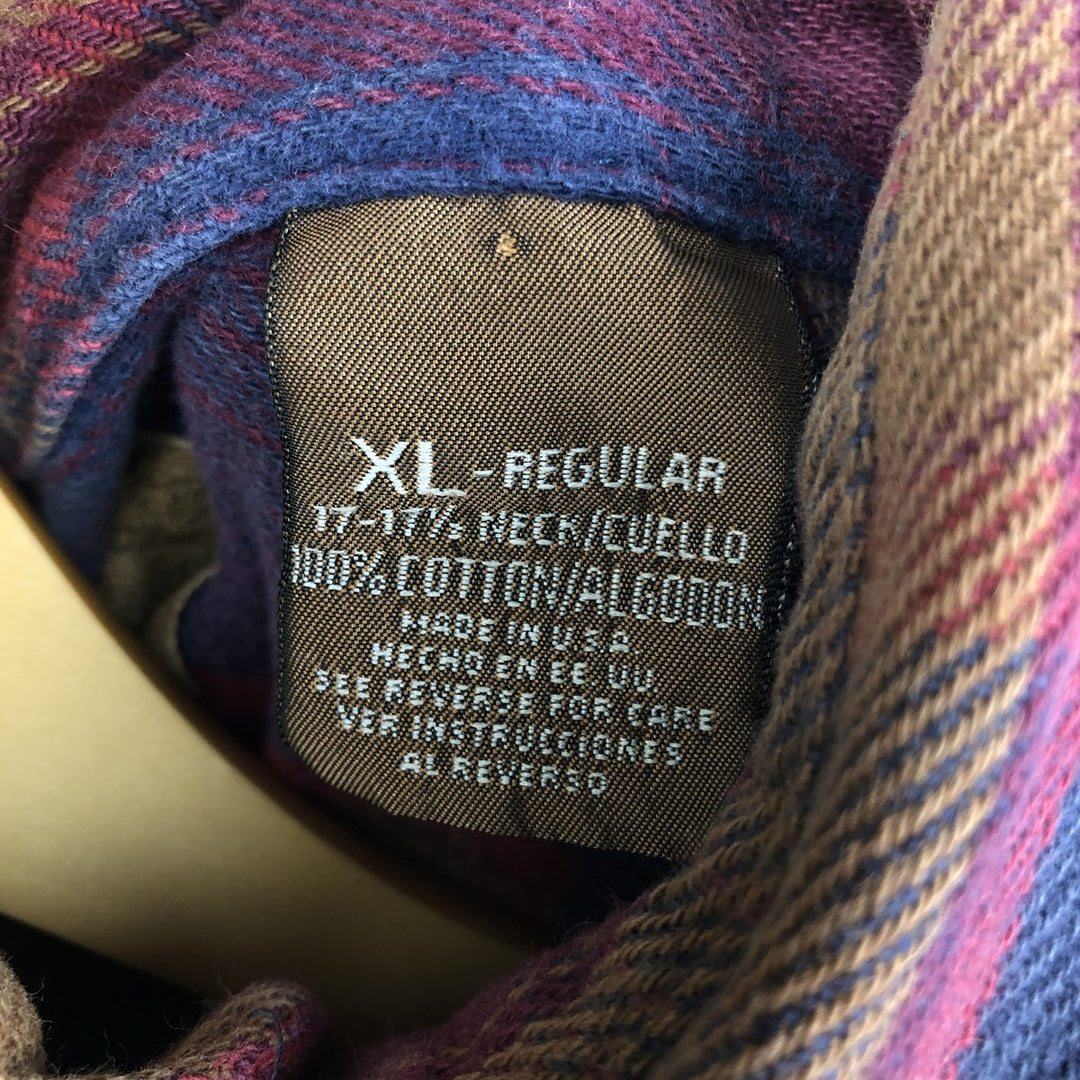 XL - REGULAR
17-17½ NECK/CUELLO
100% COTTON/ALGODON
MADE IN U.S.A
HECHO EN EE UU
SEE REVERSE FOR CARE
VER INSTRUCCIONES
AL REVERSO